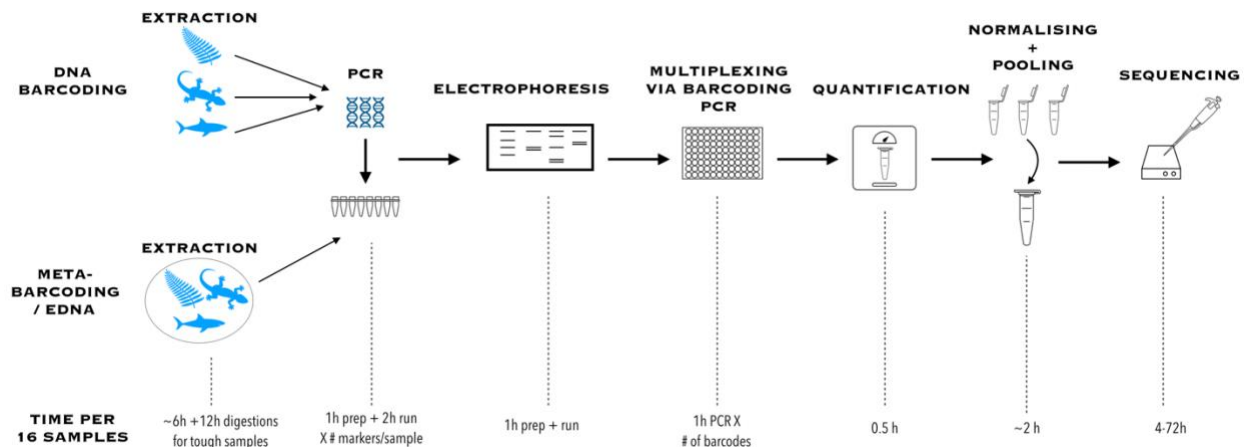 EXTRACTION
DNA
BARCODING
PCR
ELECTROPHORESIS
MULTIPLEXING
VIA BARCODING
PCR
QUANTIFICATION
NORMALISING
+
POOLING
SEQUENCING
EXTRACTION
META-
BARCODING
/ EDNA
TIME PER
16 SAMPLES
~6h +12h digestions
for tough samples
1h prep + 2h run
X # markers/sample
1h prep + run
1h PCR X
# of barcodes
0.5 h
~2 h
4-72h